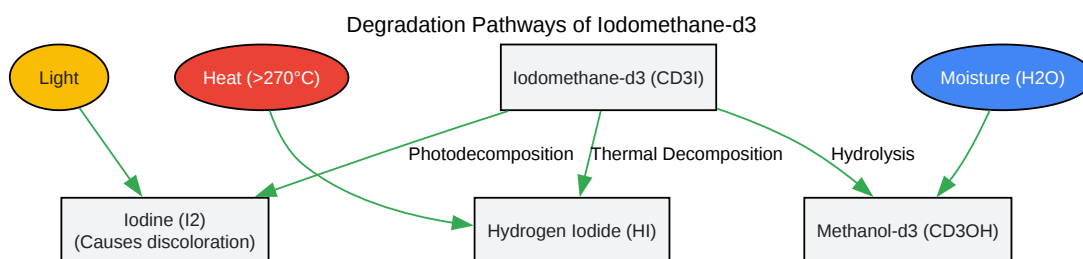 Degradation Pathways of Iodomethane-d3
Light
Heat (>270°C)
Iodomethane-d3 (CD3I)
Moisture (H2O)
Photodecomposition
Thermal Decomposition
Hydrolysis
Iodine (I2)
(Causes discoloration)
Hydrogen Iodide (HI)
Methanol-d3 (CD3OH)